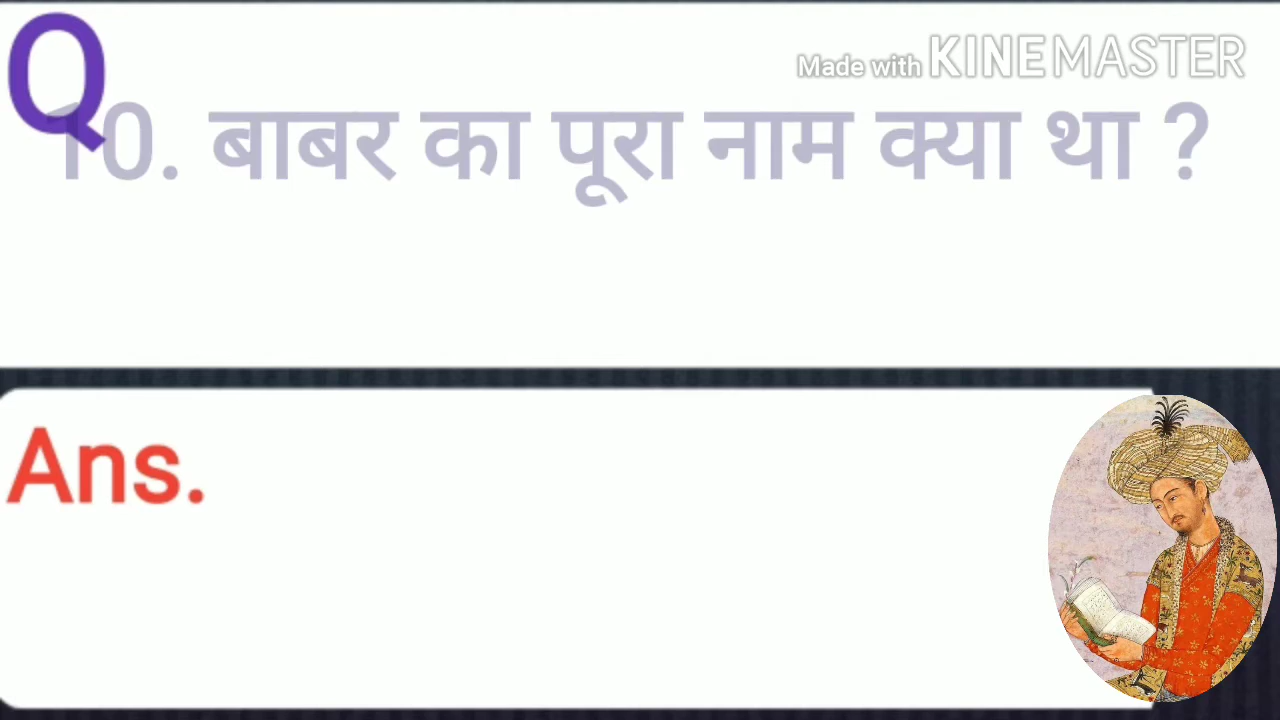 Q
Made with KINEMASTER
10. बाबर का पूरा नाम क्या था ?
Ans.